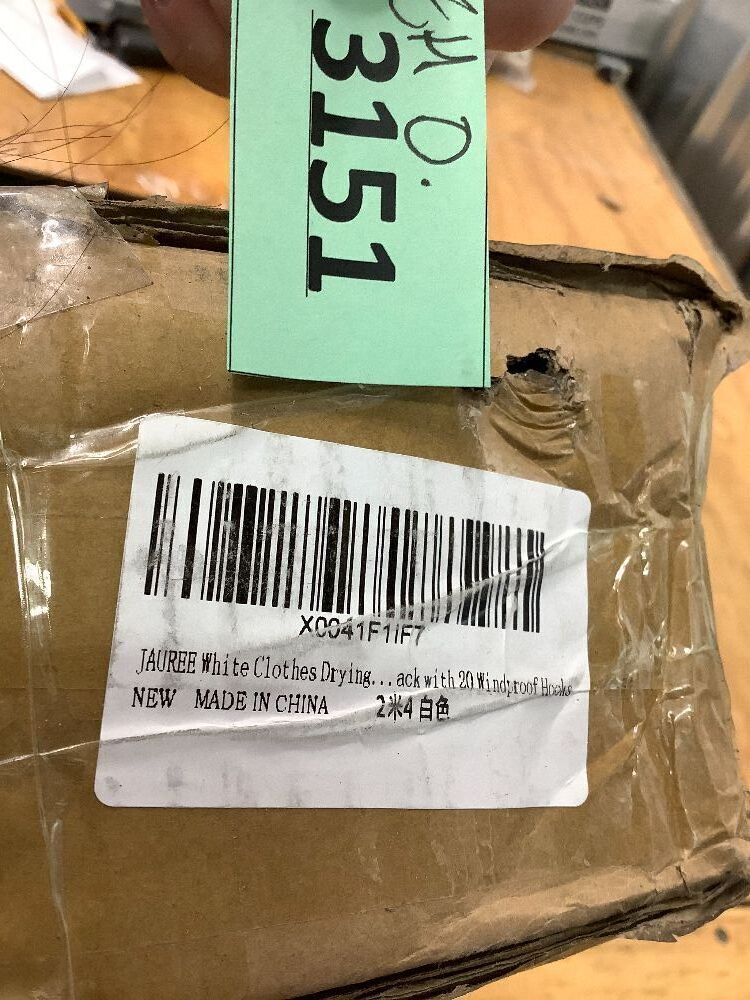 3151
X0041F1IF7
JAUREE White Clothes Drying...ack with 20 Windproof Hooks
NEW MADE IN CHINA 2米4 白色